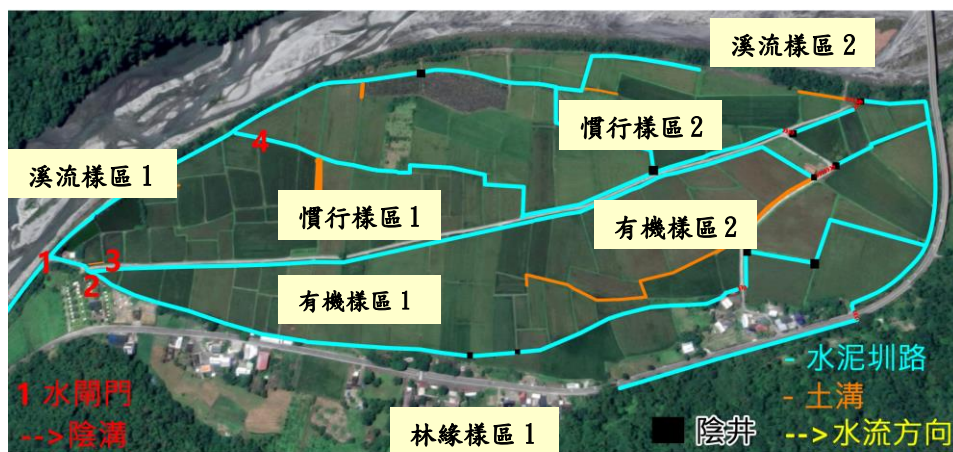 溪流樣區 2
慣行樣區 2
4
溪流樣區 1
慣行樣區 1
有機樣區 2
1
3
2
有機樣區 1
- 水泥圳路
1 水閘門
- 土溝
林緣樣區 1
-->陰溝
陰井
-->水流方向